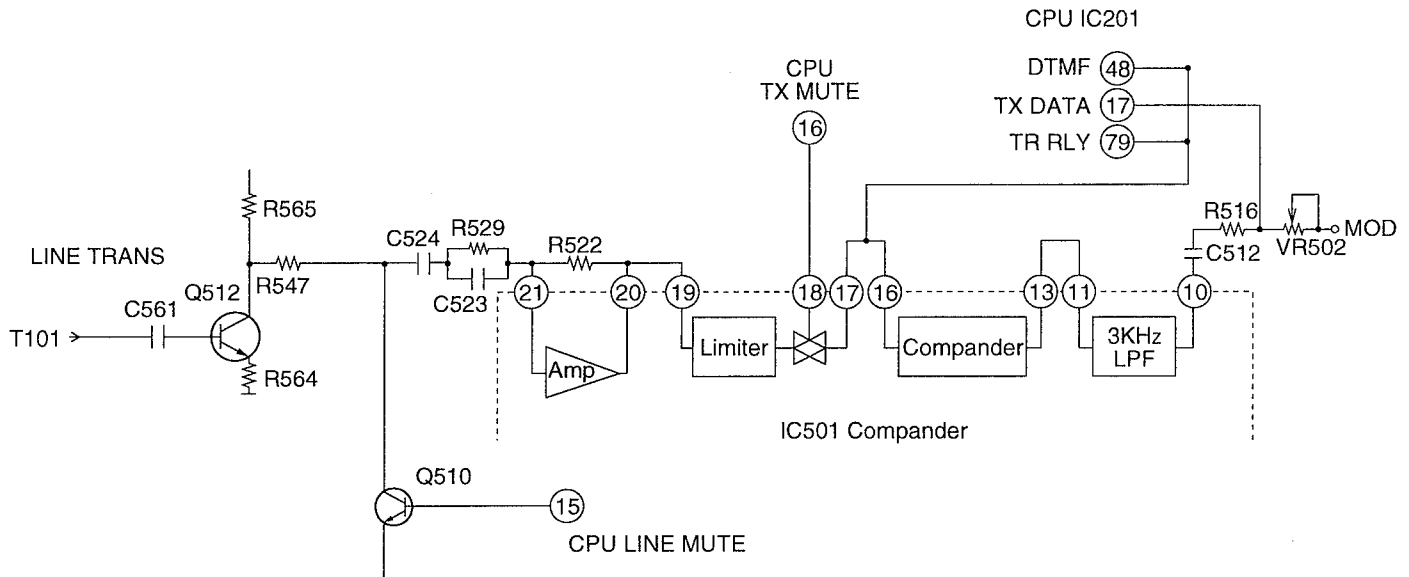 CPU IC201
DTMF 48
CPU
TX MUTE
TX DATA 17
16
TR RLY 79
R565
R516
MOD
VR502
C512
LINE TRANS
C524
R529
R522
R547
C523
Q512
C561
21
20
19
18
17
16
13
11
10
T101
Limiter
Compander
3KHz
LPF
Amp
R564
IC501 Compander
Q510
15
CPU LINE MUTE